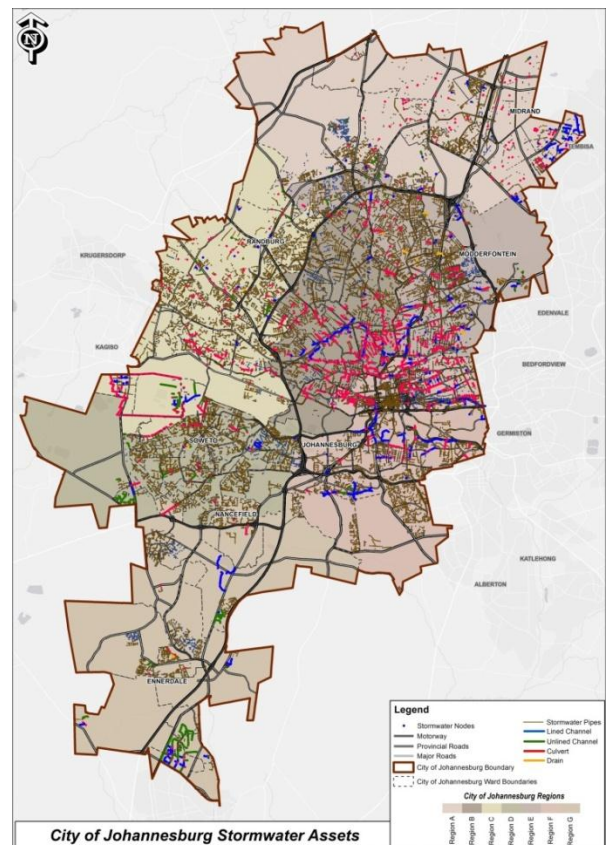 N
MIDRAND
TEMBISA
RANDBURG
MODDERFONTEIN
KRUGERSDORP
EDENVALE
KAGISO
BEDFORDVIEW
GERMISTON
SOWETO
JOHANNESBURG
NANCEFIELD
KATLEHONG
ALBERTON
ENNERDALE
Legend
Stormwater Nodes
Motorway
Provincial Roads
Major Roads
City of Johannesburg Boundary
City of Johannesburg Ward Boundaries
Stormwater Pipes
Lined Channel
Unlined Channel
Culvert
Drain
City of Johannesburg Regions
Region A
Region B
Region C
Region D
Region E
Region F
Region G
City of Johannesburg Stormwater Assets